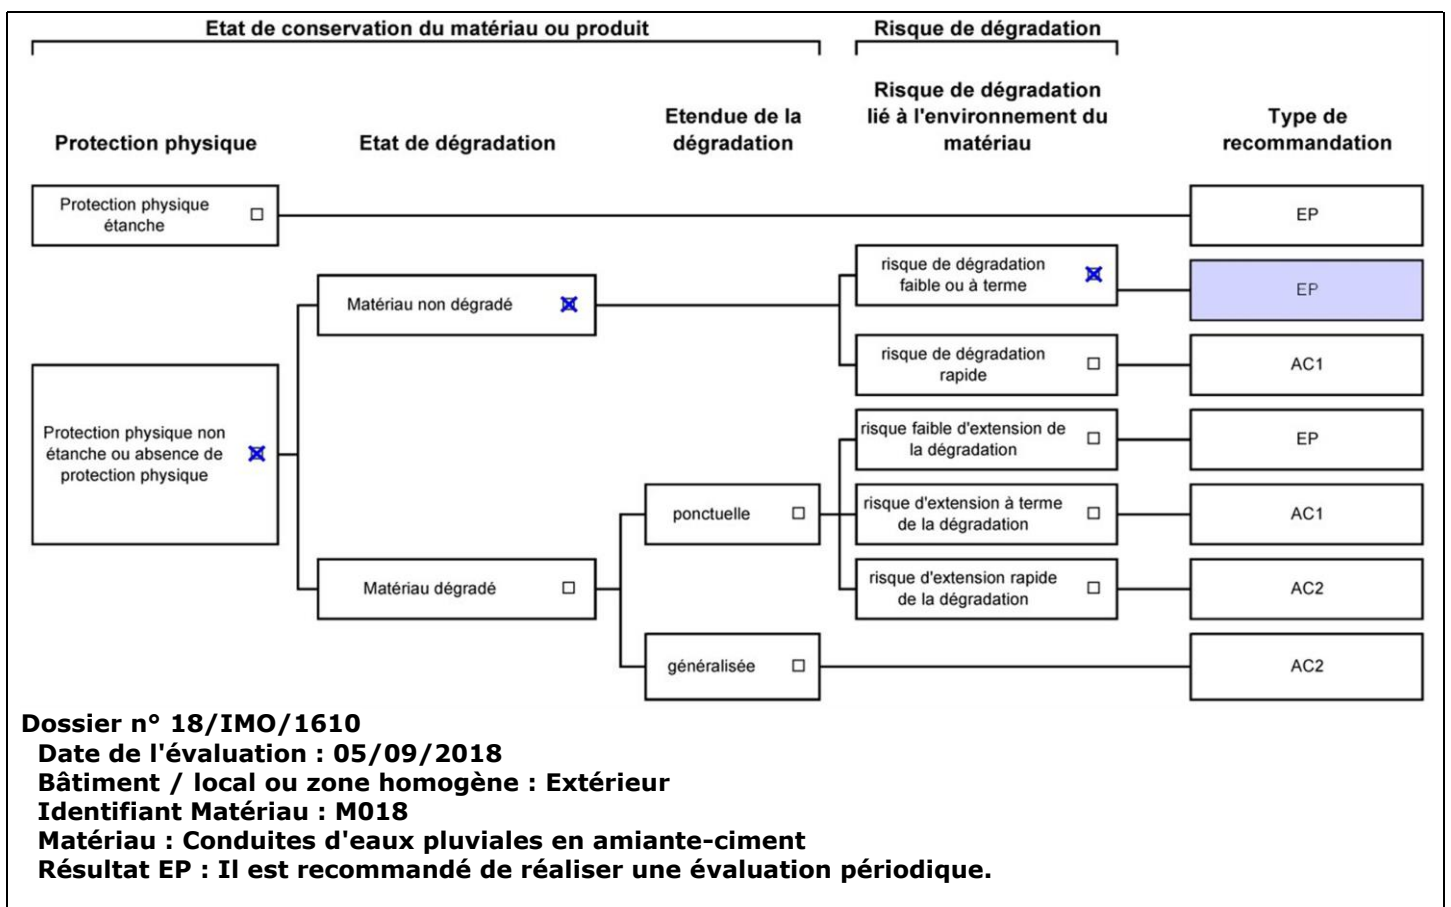 Etat de conservation du matériau ou produit
Risque de dégradation
Protection physique
Etat de dégradation
Etendue de la
dégradation
Risque de dégradation
lié à l'environnement du
matériau
Type de
recommandation
Protection physique
étanche
EP
risque de dégradation
faible ou à terme
EP
Matériau non dégradé
risque de dégradation
rapide
AC1
Protection physique non
étanche ou absence de
protection physique
risque faible d'extension de
la dégradation
EP
ponctuelle
risque d'extension à terme
de la dégradation
AC1
Matériau dégradé
risque d'extension rapide
de la dégradation
AC2
généralisée
AC2
Dossier n° 18/IMO/1610
Date de l'évaluation : 05/09/2018
Bâtiment / local ou zone homogène : Extérieur
Identifiant Matériau : M018
Matériau : Conduites d'eaux pluviales en amiante-ciment
Résultat EP : Il est recommandé de réaliser une évaluation périodique.